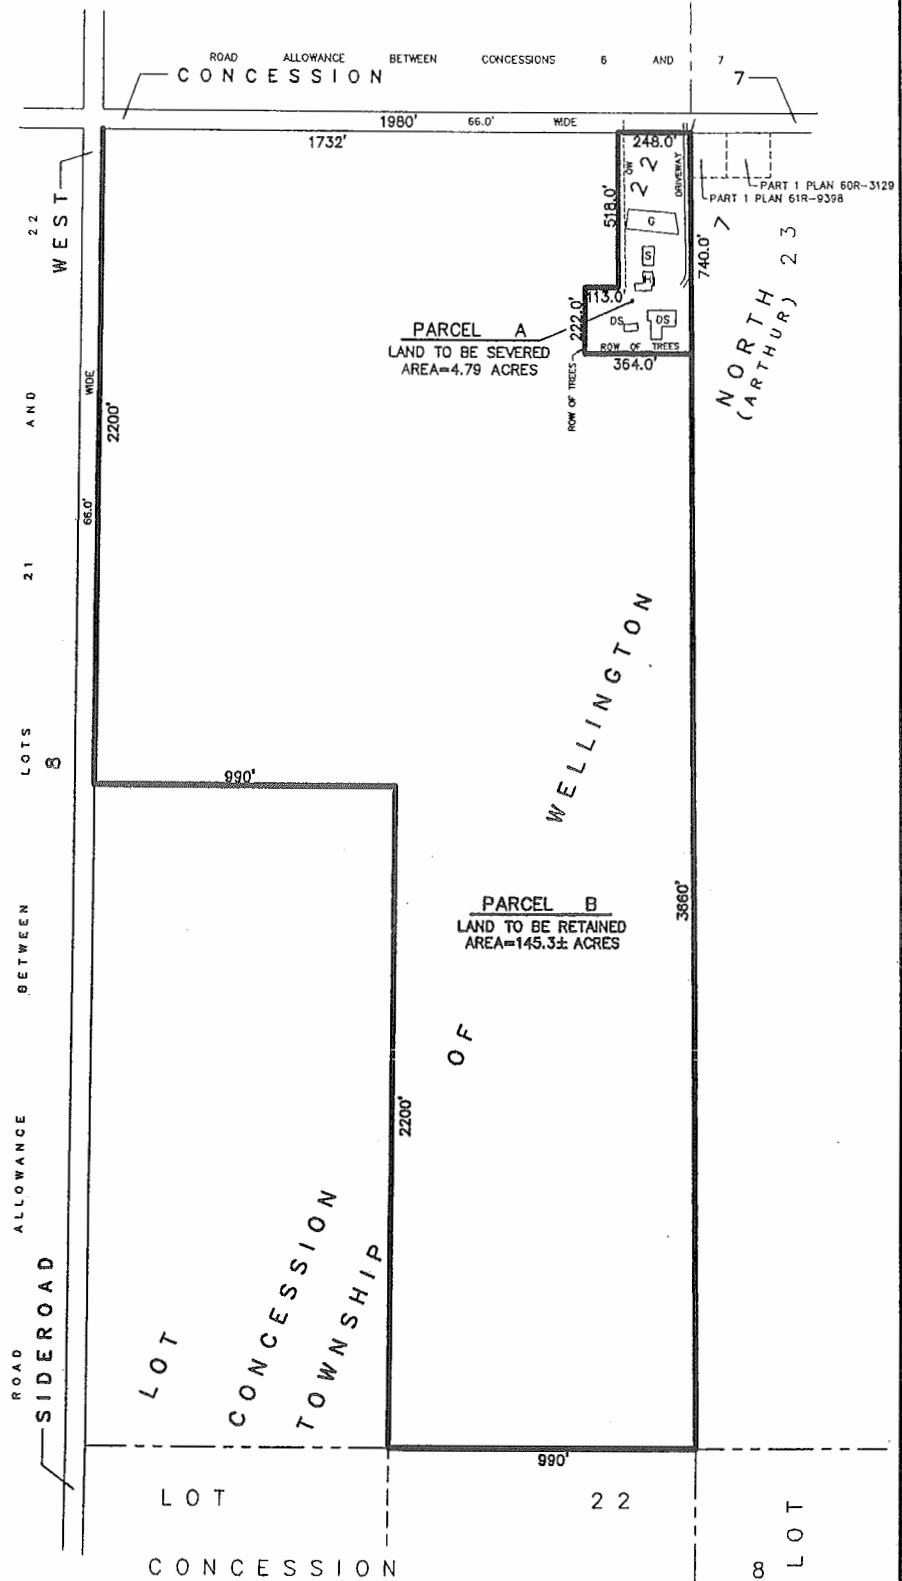 ROAD ALLOWANCE BETWEEN CONCESSIONS 6 AND 7
CONCESSION 7
1980' 66.0' WIDE
1732'
248.0'
PART 1 PLAN 60R-3129
PART 1 PLAN 61R-9398
DRIVEWAY
OW
22
G
S
H
DS
DS
518.0'
740.0'
113.0'
222.0'
ROW OF TREES
364.0'
ROW OF TREES
PARCEL A
LAND TO BE SEVERED
AREA=4.79 ACRES
NORTH
(ARTHUR)
7
23
WEST
66.0' WIDE
2200'
990'
WELLINGTON
PARCEL B
LAND TO BE RETAINED
AREA=145.3± ACRES
3660'
OF
2200'
ROAD ALLOWANCE BETWEEN LOTS 21 AND 22
SIDEROAD 8
LOT
CONCESSION
TOWNSHIP
990'
LOT 22
CONCESSION 8
LOT